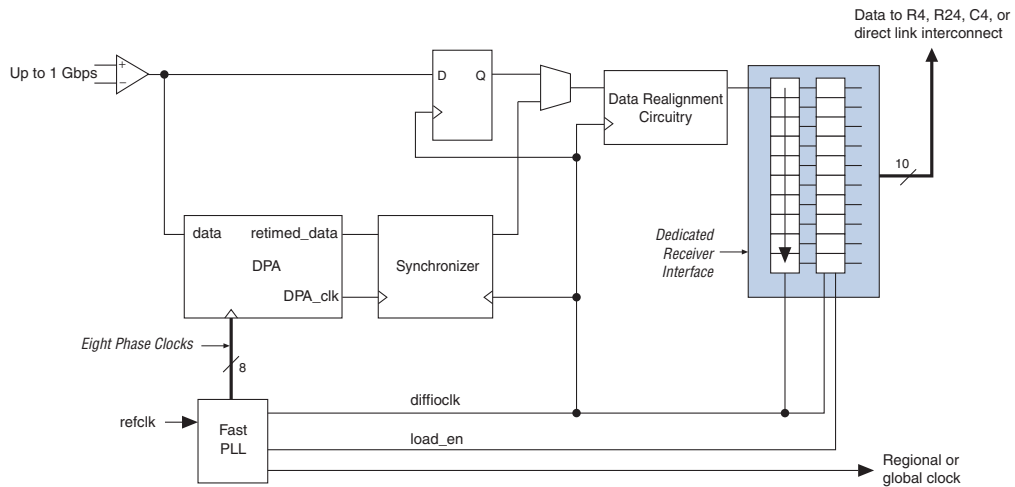 Data to R4, R24, C4, or
direct link interconnect
Up to 1 Gbps
+
−
D
Q
Data Realignment
Circuitry
10
data
retimed_data
DPA
DPA_clk
Synchronizer
Dedicated
Receiver
Interface
Eight Phase Clocks
8
refclk
Fast
PLL
diffioclk
load_en
Regional or
global clock